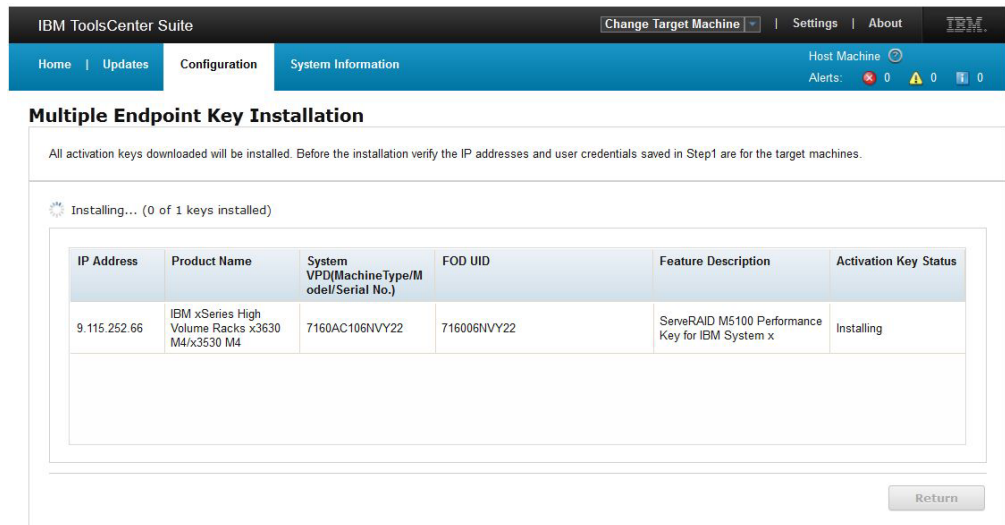 IBM ToolsCenter Suite
Change Target Machine | Settings | About IBM.
Home | Updates Configuration System Information
Host Machine ?
Alerts: 0 0 0
Multiple Endpoint Key Installation
All activation keys downloaded will be installed. Before the installation verify the IP addresses and user credentials saved in Step1 are for the target machines.
Installing... (0 of 1 keys installed)
IP Address
Product Name
System
VPD(MachineType/M
odel/Serial No.)
FOD UID
Feature Description
Activation Key Status
9.115.252.66
IBM xSeries High
Volume Racks x3630
M4/x3530 M4
7160AC106NVY22
716006NVY22
ServeRAID M5100 Performance
Key for IBM System x
Installing
Return